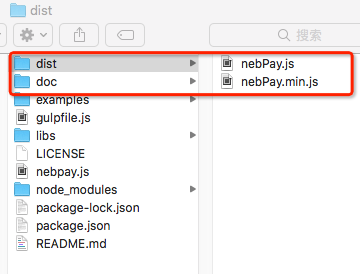 dist
搜索
dist
doc
examples
gulpfile.js
libs
LICENSE
nebpay.js
node_modules
package-lock.json
package.json
README.md
nebPay.js
nebPay.min.js